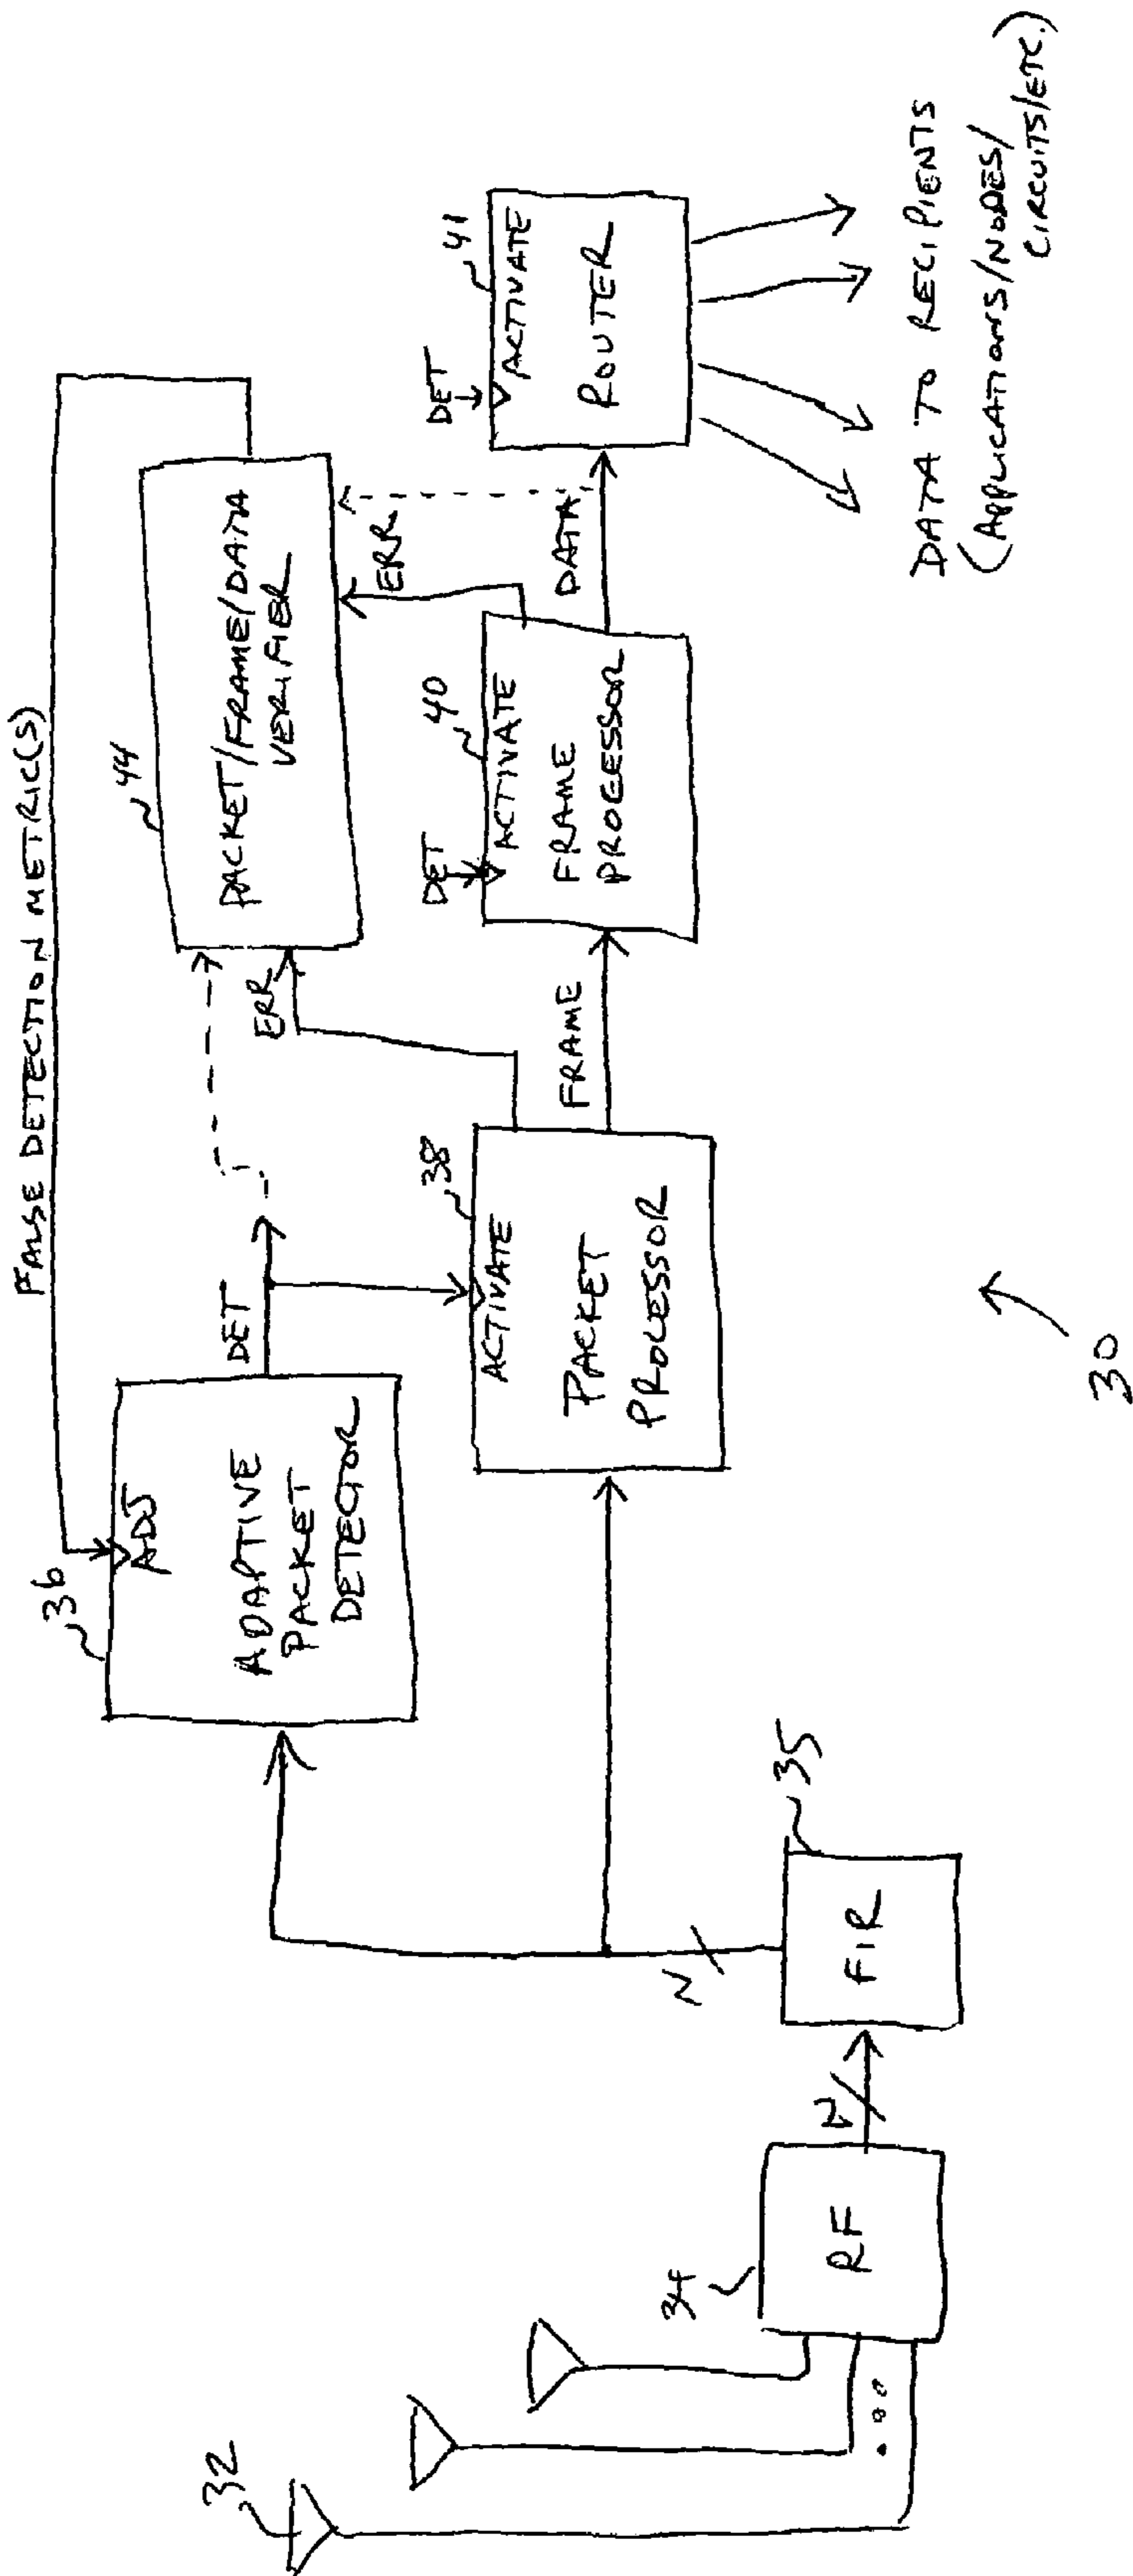 FALSE DETECTION METRIC(S)
36
ADJ
ADAPTIVE
PACKET
DETECTOR
DET
44
PACKET/FRAME/DATA
VERIFIER
ERR
ERR
38
ACTIVATE
PACKET
PROCESSOR
FRAME
DET
40
ACTIVATE
FRAME
PROCESSOR
DATA
DET
41
ACTIVATE
ROUTER
DATA TO RECIPIENTS
(APPLICATIONS/NODES/
CIRCUITS/ETC.)
32
34
RF
N
35
FIR
N
30